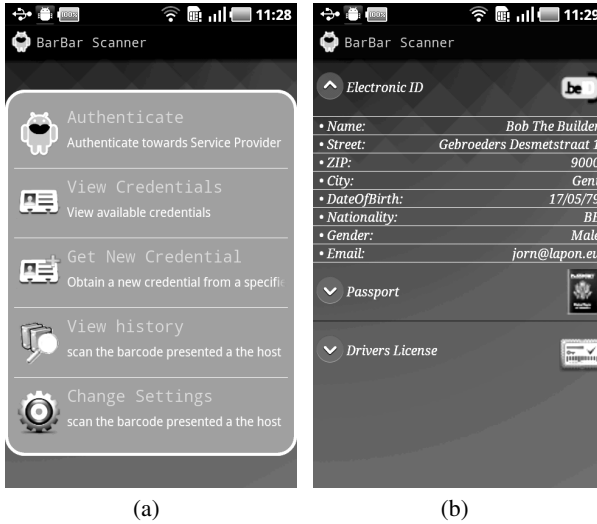 11:28
BarBar Scanner
Authenticate
Authenticate towards Service Provider
View Credentials
View available credentials
Get New Credential
Obtain a new credential from a specific
View history
scan the barcode presented a the host
Change Settings
scan the barcode presented a the host
(a)
11:29
BarBar Scanner
Electronic ID
.be
• Name: Bob The Builder
• Street: Gebroeders Desmetstraat 1
• ZIP: 9000
• City: Gent
• DateOfBirth: 17/05/79
• Nationality: BE
• Gender: Male
• Email: jorn@lapon.eu
Passport
PASSPORT
Drivers License
(b)